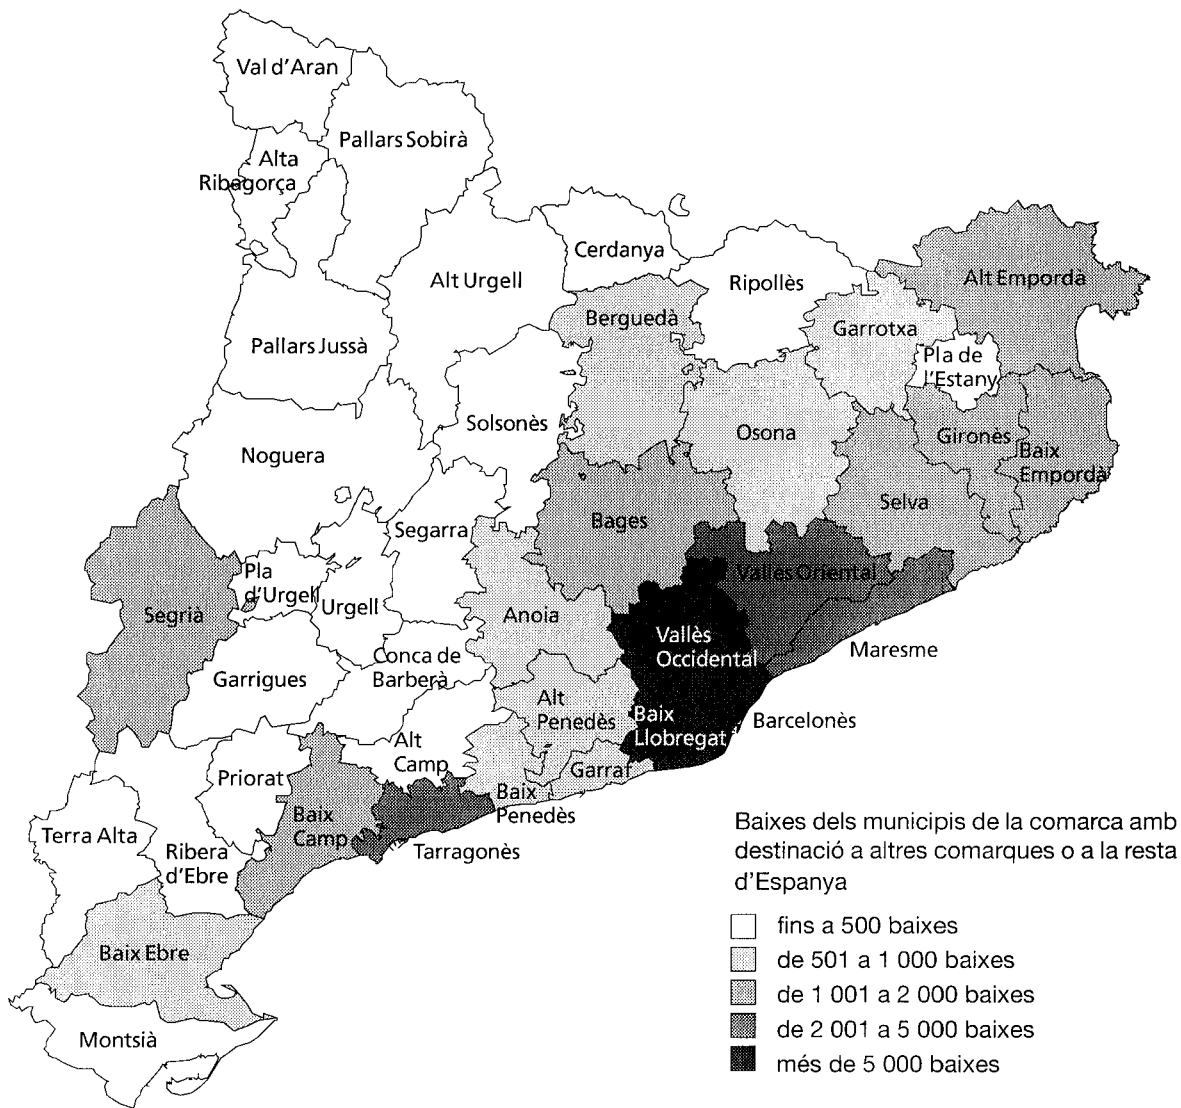 Val d'Aran
Pallars Sobirà
Alta
Ribagorça
Cerdanya
Alt Urgell
Ripollès
Alt Empordà
Berguedà
Garrotxa
Pallars Jussà
Pla de
l'Estany
Solsonès
Osona
Gironès
Baix
Empordà
Noguera
Selva
Segarra
Bages
Pla
d'Urgell
Urgell
Vallès Oriental
Segrià
Anoia
Vallès
Occidental
Maresme
Conca de
Barberà
Garrigues
Alt
Penedès
Baix
Llobregat
Barcelonès
Alt
Camp
Garraf
Priorat
Baix
Penedès
Baix
Camp
Terra Alta
Ribera
d'Ebre
Tarragonès
Baix Ebre
Montsià
Baixes dels municipis de la comarca amb
destinació a altres comarques o a la resta
d'Espanya
fins a 500 baixes
de 501 a 1 000 baixes
de 1 001 a 2 000 baixes
de 2 001 a 5 000 baixes
més de 5 000 baixes